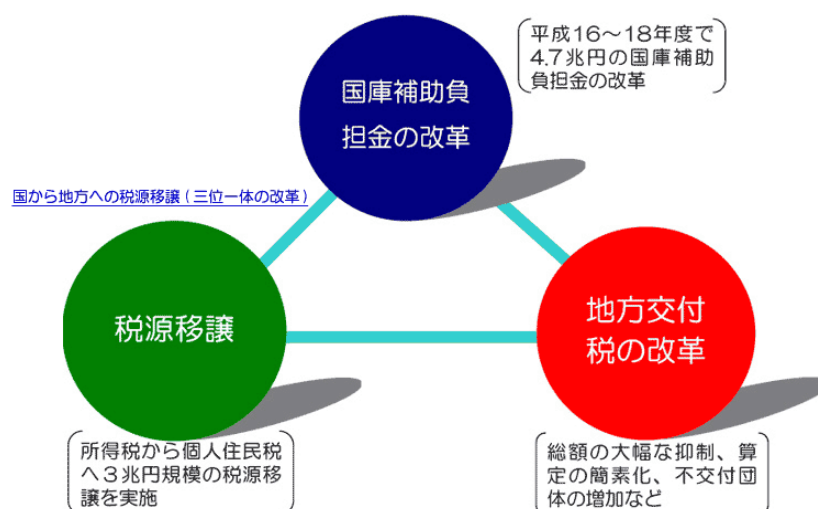 平成16～18年度で
4.7兆円の国庫補助
負担金の改革
国庫補助負
担金の改革
国から地方への税源移譲(三位一体の改革)
税源移譲
地方交付
税の改革
所得税から個人住民税
へ3兆円規模の税源移
譲を実施
総額の大幅な抑制、算
定の簡素化、不交付団
体の増加など